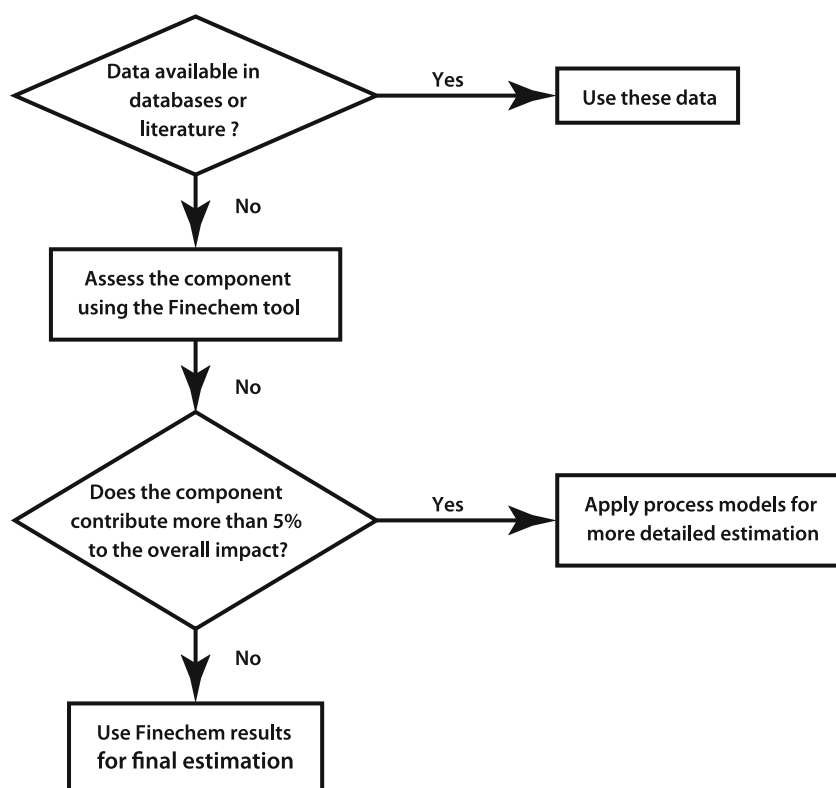 Data available in
databases or
literature ?
Yes
Use these data
No
Assess the component
using the Finechem tool
No
Does the component
contribute more than 5%
to the overall impact?
Yes
Apply process models for
more detailed estimation
No
Use Finechem results
for final estimation